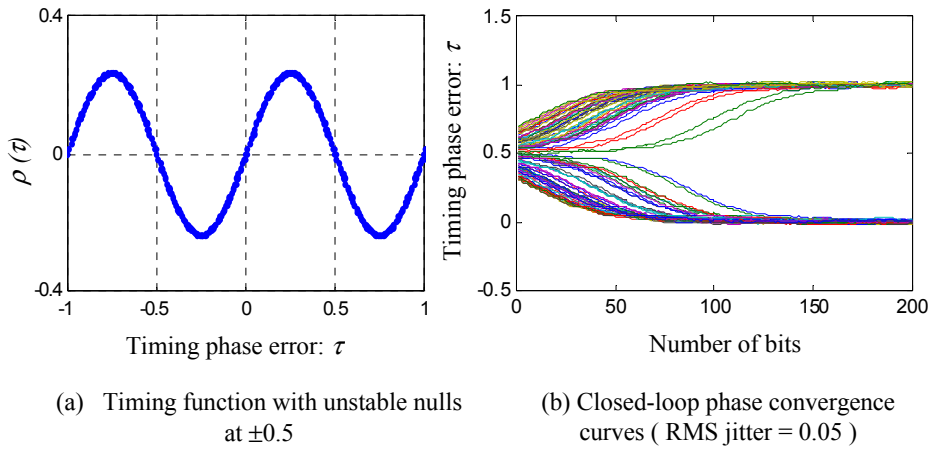 0.4
0
-0.4
ρ (τ)
-1
-0.5
0
0.5
1
Timing phase error: τ
1.5
1
0.5
0
-0.5
Timing phase error: τ
0
50
100
150
200
Number of bits
(a) Timing function with unstable nulls
at ±0.5
(b) Closed-loop phase convergence
curves ( RMS jitter = 0.05 )